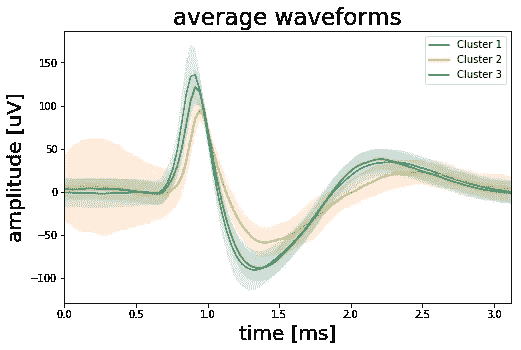 average waveforms
Cluster 1
Cluster 2
Cluster 3
amplitude [uV]
150
100
50
0
−50
−100
0.0 0.5 1.0 1.5 2.0 2.5 3.0
time [ms]